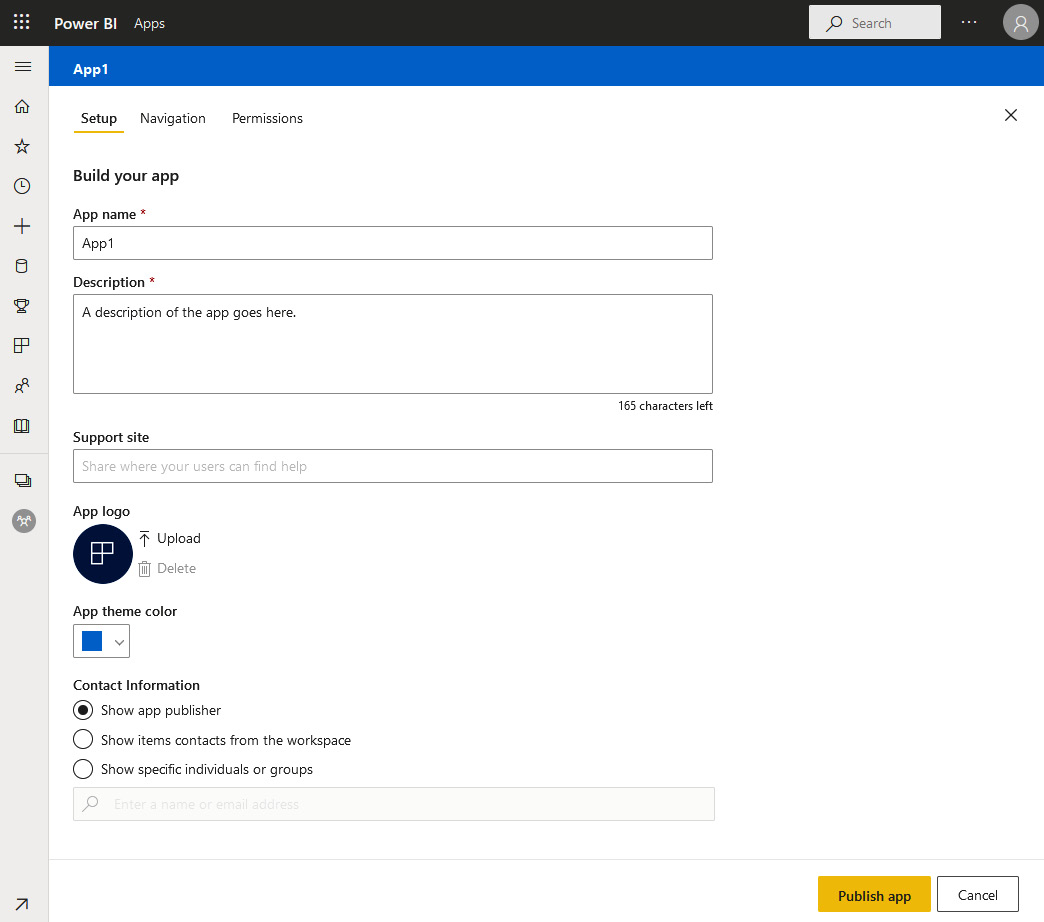 Power BI Apps Search ...
App1
Setup Navigation Permissions
Build your app
App name *
App1
Description *
A description of the app goes here.
165 characters left
Support site
Share where your users can find help
App logo
Upload
Delete
App theme color
Contact Information
Show app publisher
Show items contacts from the workspace
Show specific individuals or groups
Enter a name or email address
Publish app Cancel